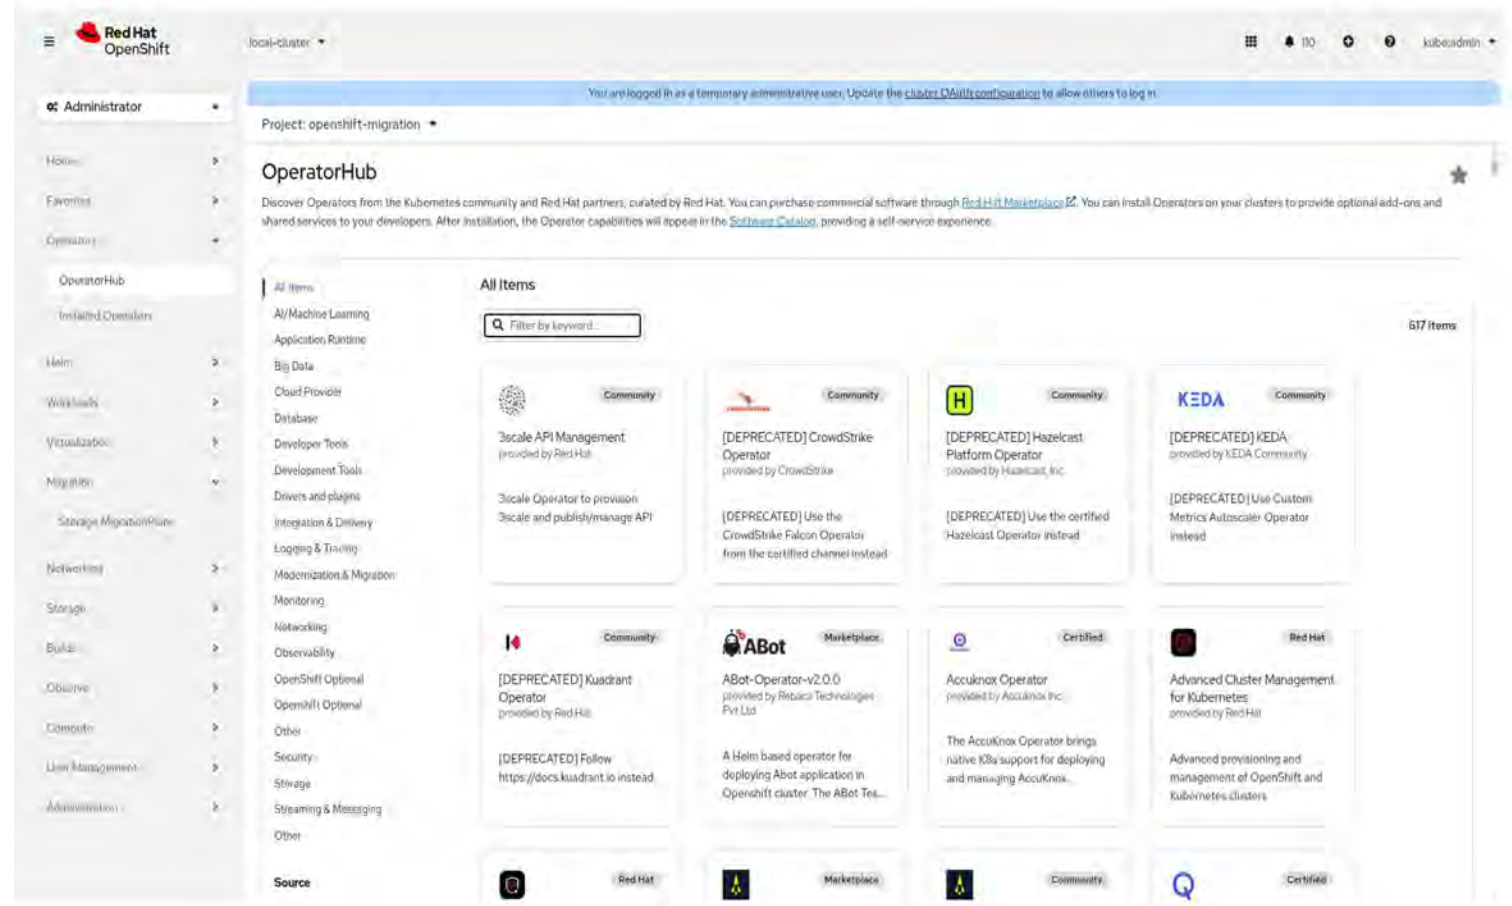 Red Hat
OpenShift
local-cluster
110
kube:admin
You are logged in as a temporary administrative user. Update the cluster OAuth configuration to allow others to log in.
Administrator
Project: openshift-migration
Home
Favorites
Operators
OperatorHub
Installed Operators
Helm
Workloads
Virtualization
Migration
Storage MigrationPlans
Networking
Storage
Builds
Observe
Compute
User Management
Administration
OperatorHub
Discover Operators from the Kubernetes community and Red Hat partners, curated by Red Hat. You can purchase commercial software through Red Hat Marketplace. You can install Operators on your clusters to provide optional add-ons and
shared services to your developers. After installation, the Operator capabilities will appear in the Software Catalog, providing a self-service experience.
All Items
AI/Machine Learning
Application Runtime
Big Data
Cloud Provider
Database
Developer Tools
Development Tools
Drivers and plugins
Integration & Delivery
Logging & Tracing
Modernization & Migration
Monitoring
Networking
Observability
OpenShift Optional
Openshift Optional
Other
Security
Storage
Streaming & Messaging
Other
Source
All Items
Filter by keyword...
617 items
Community
3scale API Management
provided by Red Hat
3scale Operator to provision
3scale and publish/manage API
Community
[DEPRECATED] CrowdStrike
Operator
provided by CrowdStrike
[DEPRECATED] Use the
CrowdStrike Falcon Operator
from the certified channel instead
H
Community
[DEPRECATED] Hazelcast
Platform Operator
provided by Hazelcast, Inc.
[DEPRECATED] Use the certified
Hazelcast Operator instead
KEDA
Community
[DEPRECATED] KEDA
provided by KEDA Community
[DEPRECATED] Use Custom
Metrics Autoscaler Operator
instead
Community
[DEPRECATED] Kuadrant
Operator
provided by Red Hat
[DEPRECATED] Follow
https://docs.kuadrant.io instead
ABot
Marketplace
ABot-Operator-v2.0.0
provided by Rebaca Technologies
Pvt Ltd
A Helm based operator for
deploying Abot application in
Openshift cluster. The ABot Tes...
Certified
Accuknox Operator
provided by Accuknox Inc.
The AccuKnox Operator brings
native K8s support for deploying
and managing AccuKnox...
Red Hat
Advanced Cluster Management
for Kubernetes
provided by Red Hat
Advanced provisioning and
management of OpenShift and
Kubernetes clusters
Red Hat
Marketplace
Community
Certified